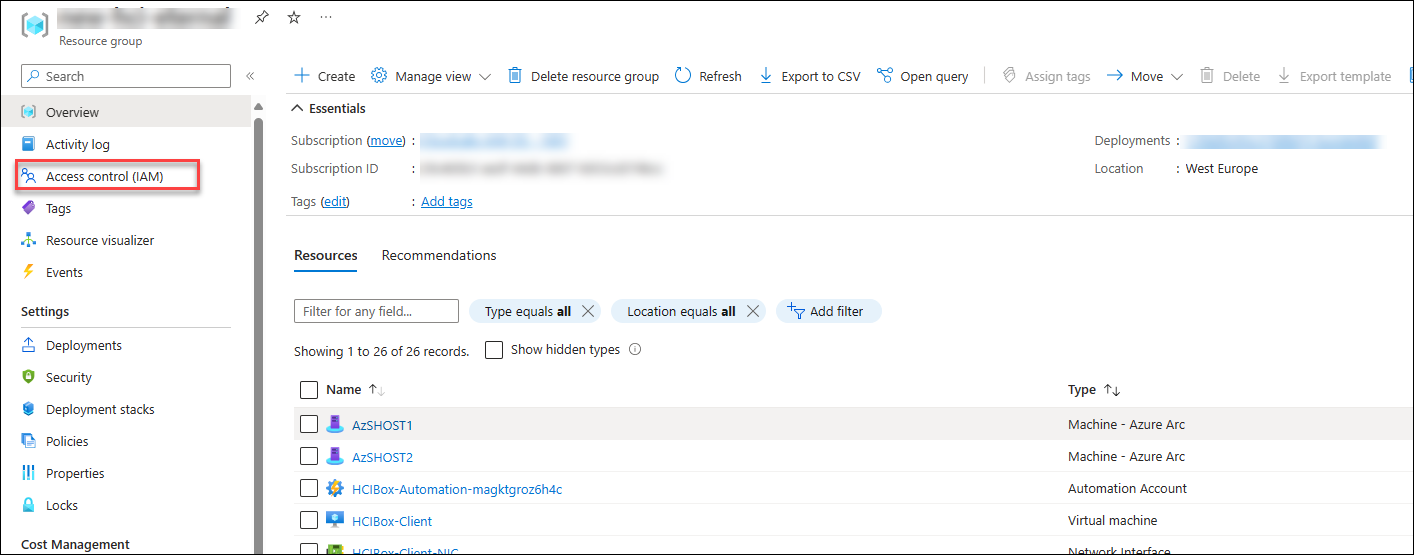 Resource group
Search «
Create Manage view Delete resource group Refresh Export to CSV Open query Assign tags Move Delete Export template
Overview
Activity log
Access control (IAM)
Tags
Resource visualizer
Events
Settings
Deployments
Security
Deployment stacks
Policies
Properties
Locks
Cost Management
Essentials
Subscription (move) :
Subscription ID :
Tags (edit) : Add tags
Deployments :
Location : West Europe
Resources Recommendations
Filter for any field... Type equals all Location equals all Add filter
Showing 1 to 26 of 26 records. Show hidden types
Name Type
AzSHOST1 Machine - Azure Arc
AzSHOST2 Machine - Azure Arc
HCIBox-Automation-magktgroz6h4c Automation Account
HCIBox-Client Virtual machine
HCIBox-Client-NIC Network Interface